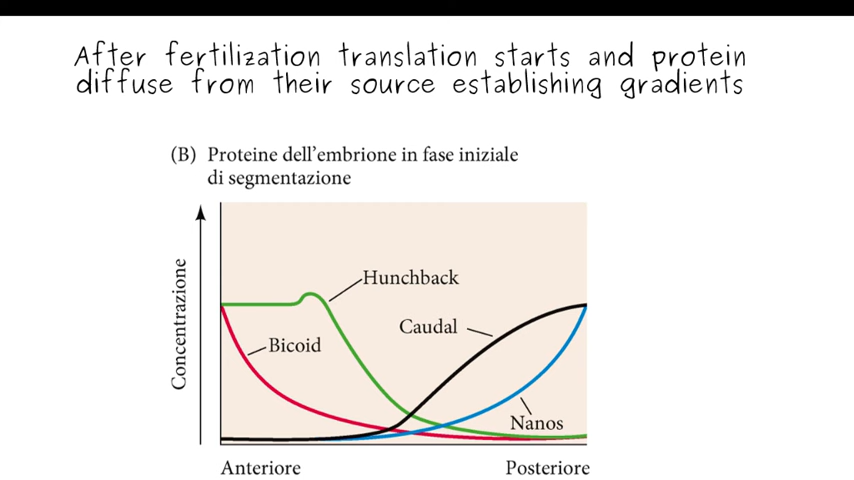 After fertilization translation starts and protein
diffuse from their source establishing gradients
(B) Proteine dell'embrione in fase iniziale
di segmentazione
Concentrazione
Hunchback
Caudal
Bicoid
Nanos
Anteriore
Posteriore